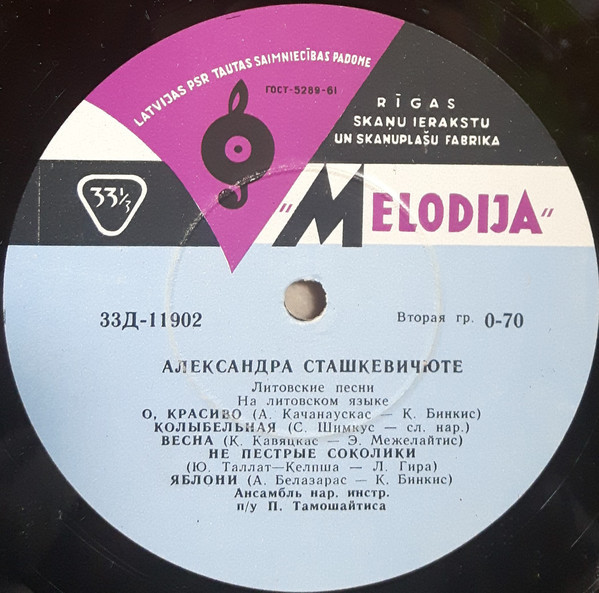 LATVIJAS PSR TAUTAS SAIMNIECĪBAS PADOME
ГОСТ-5289-61
RĪGAS
SKAŅU IERAKSTU
UN SKAŅUPLAŠU FABRIKA
33⅓
"MELODIJA"
33Д-11902
Вторая гр. 0-70
АЛЕКСАНДРА СТАШКЕВИЧЮТЕ
Литовские песни
На литовском языке
О, КРАСИВО (А. Качанаускас — К. Бинкис)
КОЛЫБЕЛЬНАЯ (С. Шимкус — сл. нар.)
ВЕСНА (К. Кавяцкас — Э. Межелайтис)
НЕ ПЕСТРЫЕ СОКОЛИКИ
(Ю. Таллат—Келпша — Л. Гира)
ЯБЛОНИ (А. Белазарас — К. Бинкис)
Ансамбль нар. инстр.
п/у П. Тамошайтиса